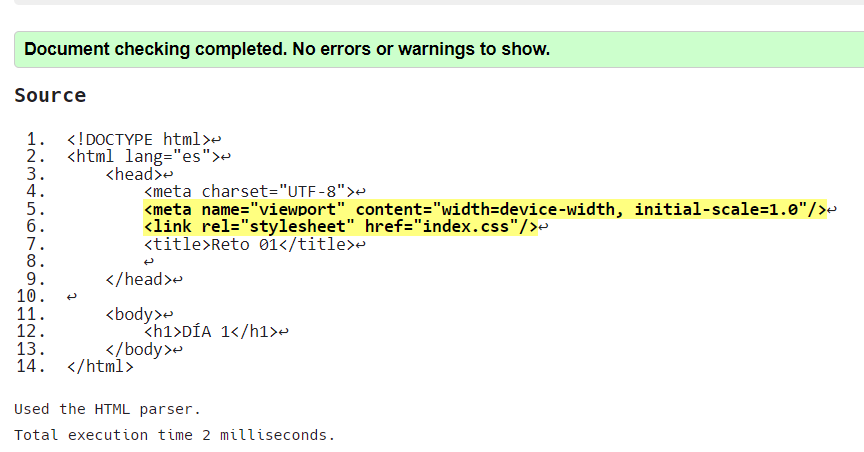 Document checking completed. No errors or warnings to show.
Source
1. <!DOCTYPE html>↩
2. <html lang="es">↩
3.     <head>↩
4.         <meta charset="UTF-8">↩
5.         <meta name="viewport" content="width=device-width, initial-scale=1.0"/>↩
6.         <link rel="stylesheet" href="index.css"/>↩
7.         <title>Reto 01</title>↩
8.         ↩
9.     </head>↩
10. ↩
11.     <body>↩
12.         <h1>DÍA 1</h1>↩
13.     </body>↩
14. </html>
Used the HTML parser.
Total execution time 2 milliseconds.